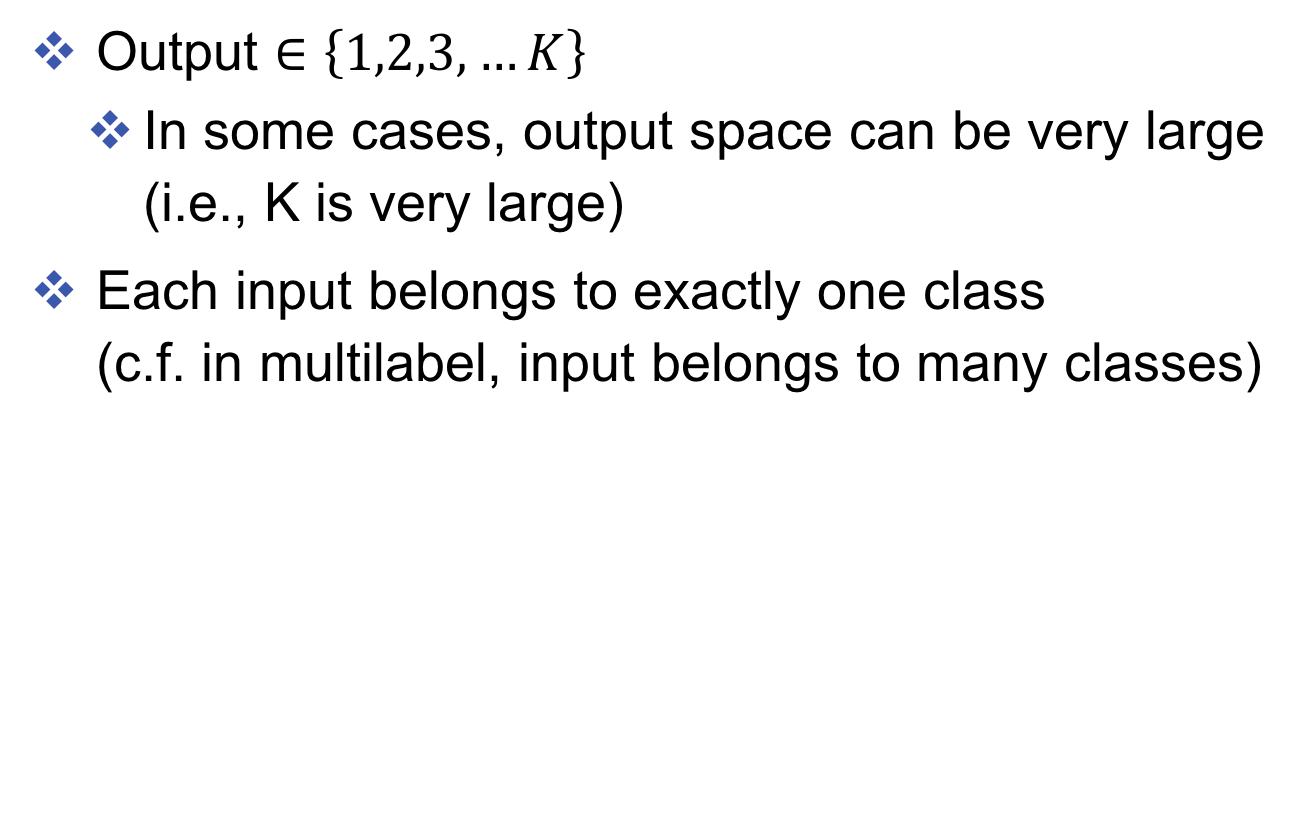 ❖ Output ∈ {1,2,3, … K}
❖ In some cases, output space can be very large
(i.e., K is very large)
❖ Each input belongs to exactly one class
(c.f. in multilabel, input belongs to many classes)